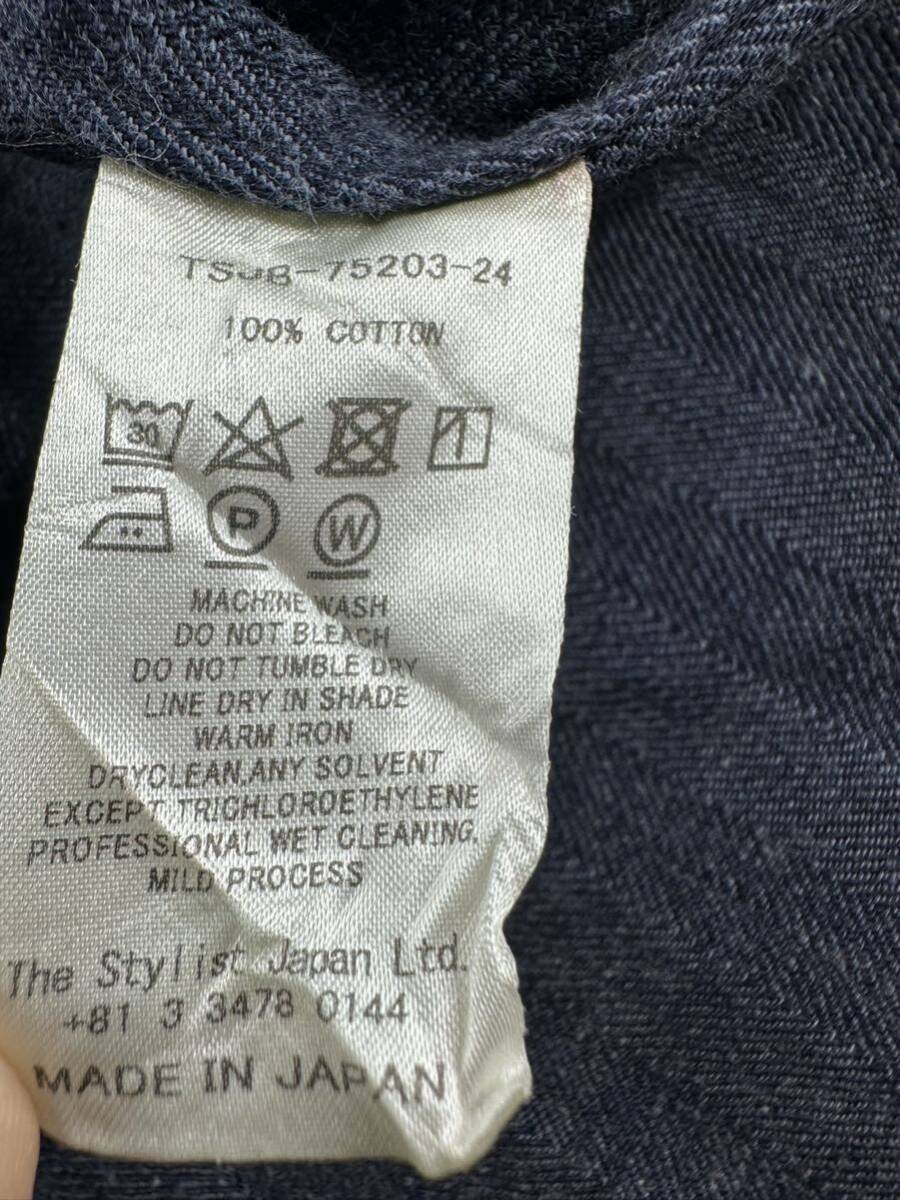 TSJB-75203-24
100% COTTON
30
P W
MACHINE WASH
DO NOT BLEACH
DO NOT TUMBLE DRY
LINE DRY IN SHADE
WARM IRON
DRYCLEAN,ANY SOLVENT
EXCEPT TRICHLOROETHYLENE
PROFESSIONAL WET CLEANING,
MILD PROCESS
The Stylist Japan Ltd.
+81 3 3478 0144
MADE IN JAPAN